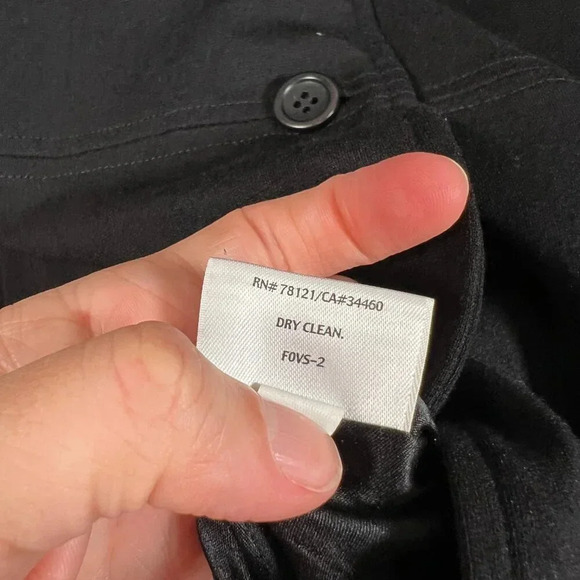 RN# 78121/CA#34460
DRY CLEAN.
F0VS-2